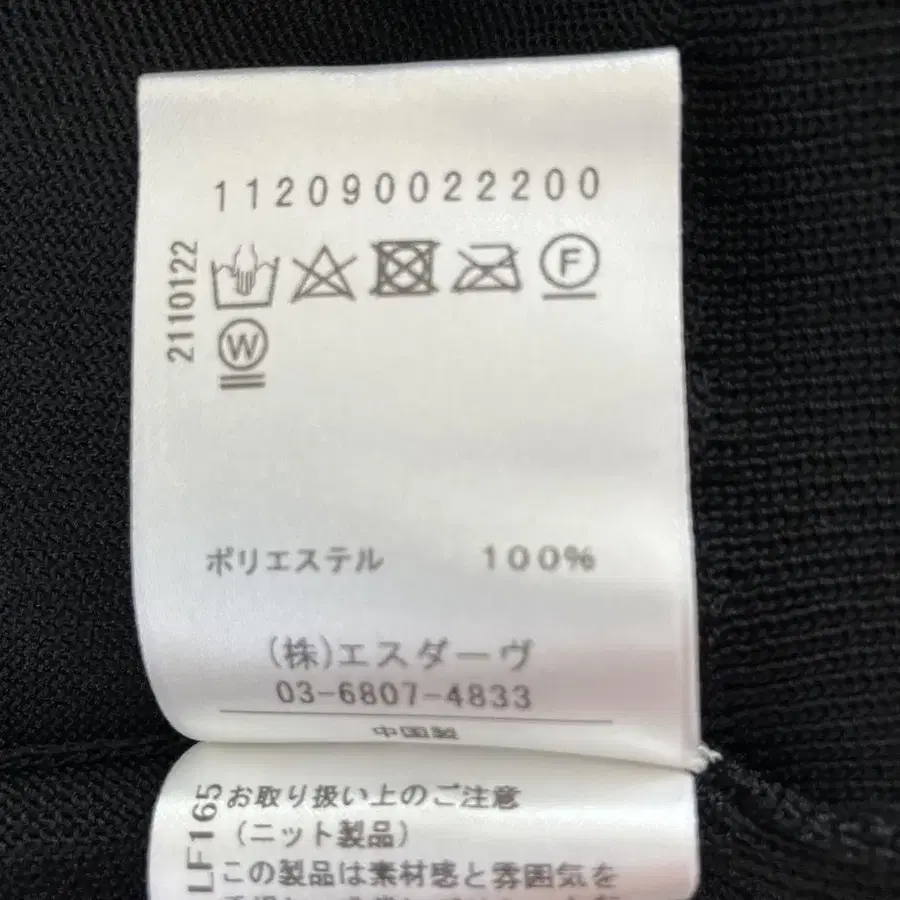 112090022200
2110122
F
W
ポリエステル 100%
(株)エスダーヴ
03-6807-4833
中国製
LF165
お取り扱い上のご注意
(ニット製品)
この製品は素材感と雰囲気を